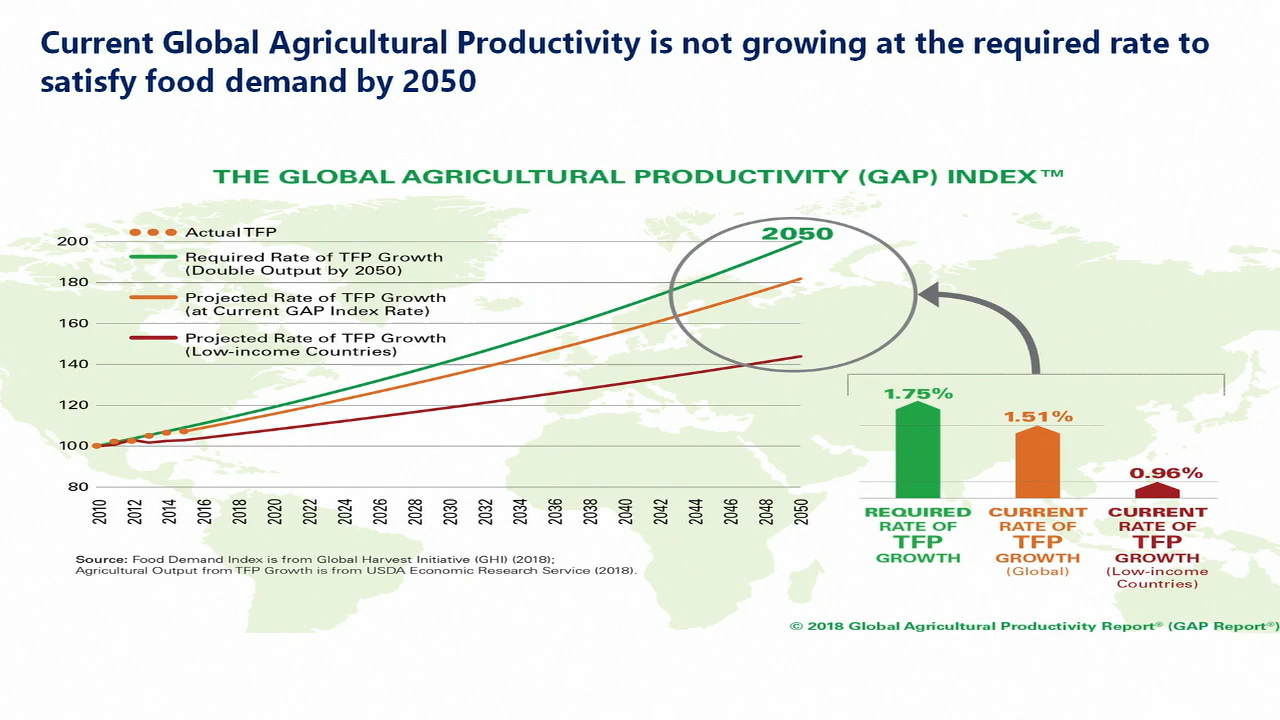 Current Global Agricultural Productivity is not growing at the required rate to
satisfy food demand by 2050
THE GLOBAL AGRICULTURAL PRODUCTIVITY (GAP) INDEX™
Actual TFP
Required Rate of TFP Growth
(Double Output by 2050)
Projected Rate of TFP Growth
(at Current GAP Index Rate)
Projected Rate of TFP Growth
(Low-income Countries)
200
180
160
140
120
100
80
2010 2012 2014 2016 2018 2020 2022 2024 2026 2028 2030 2032 2034 2036 2038 2040 2042 2044 2046 2048 2050
2050
1.75%
REQUIRED
RATE OF
TFP
GROWTH
1.51%
CURRENT
RATE OF
TFP
GROWTH
(Global)
0.96%
CURRENT
RATE OF
TFP
GROWTH
(Low-income
Countries)
Source: Food Demand Index is from Global Harvest Initiative (GHI) (2018);
Agricultural Output from TFP Growth is from USDA Economic Research Service (2018).
© 2018 Global Agricultural Productivity Report® (GAP Report®)